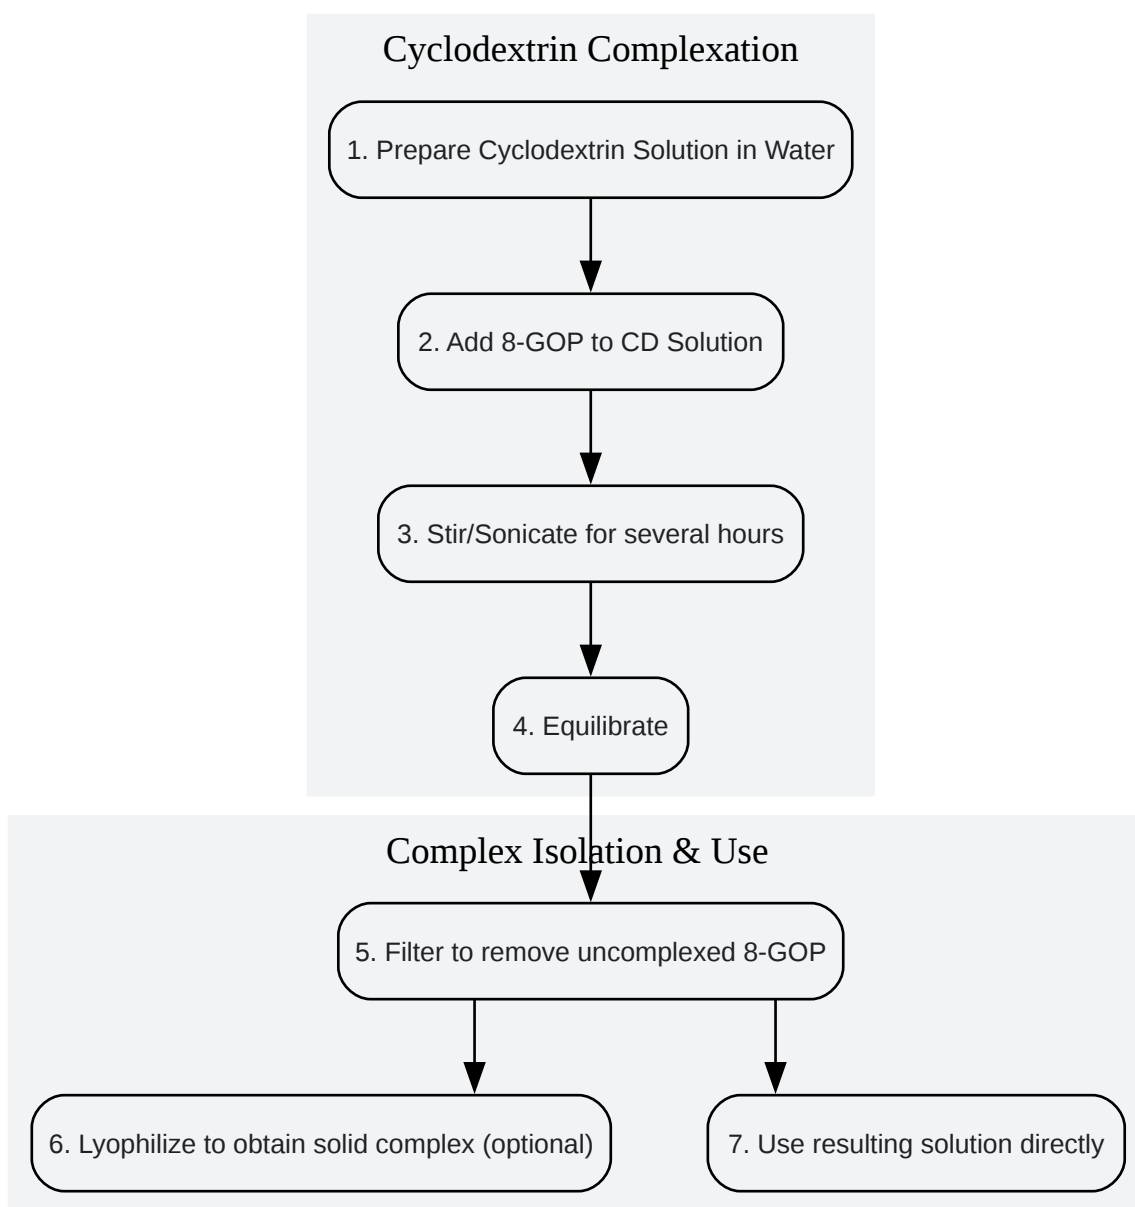 Cyclodextrin Complexation
1. Prepare Cyclodextrin Solution in Water
2. Add 8-GOP to CD Solution
3. Stir/Sonicate for several hours
4. Equilibrate
Complex Isolation & Use
5. Filter to remove uncomplexed 8-GOP
6. Lyophilize to obtain solid complex (optional)
7. Use resulting solution directly